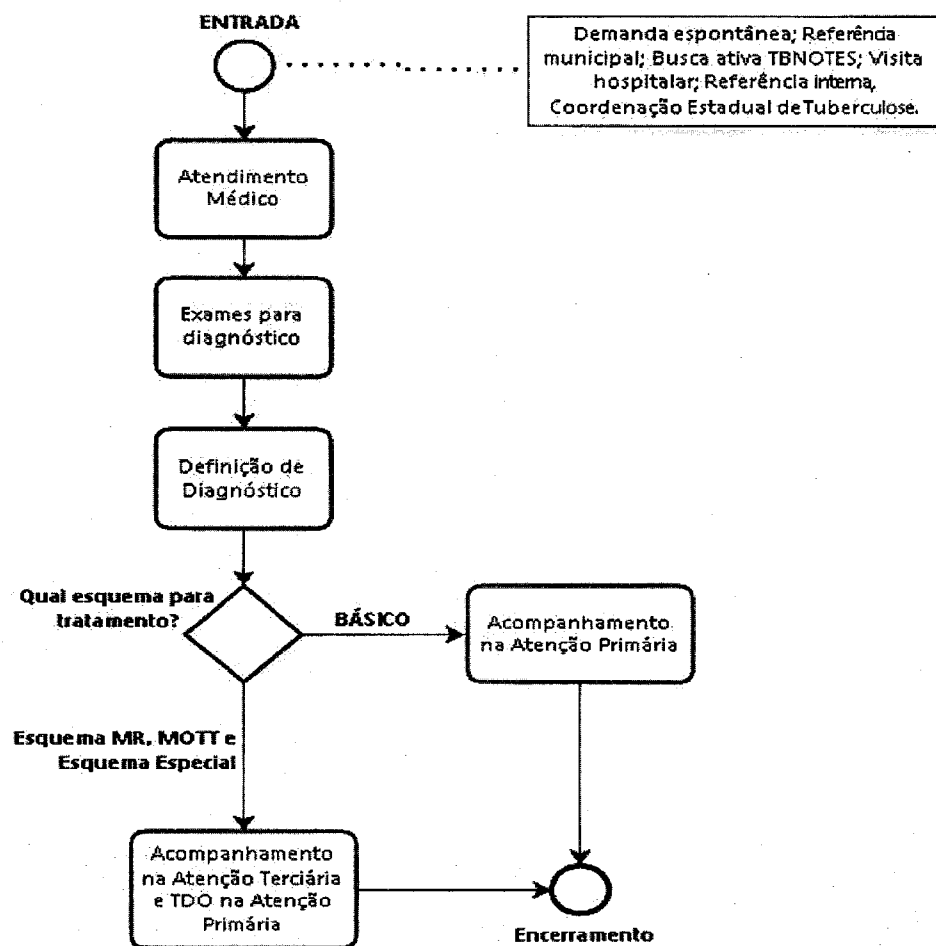 ENTRADA
Demanda espontânea; Referência
municipal; Busca ativa TBNOTES; Visita
hospitalar; Referência interna,
Coordenação Estadual de Tuberculose.
Atendimento
Médico
Exames para
diagnóstico
Definição de
Diagnóstico
Qual esquema para
tratamento?
BÁSICO
Acompanhamento
na Atenção Primária
Esquema MR, MOTT e
Esquema Especial
Acompanhamento
na Atenção Terciária
e TDO na Atenção
Primária
Encerramento